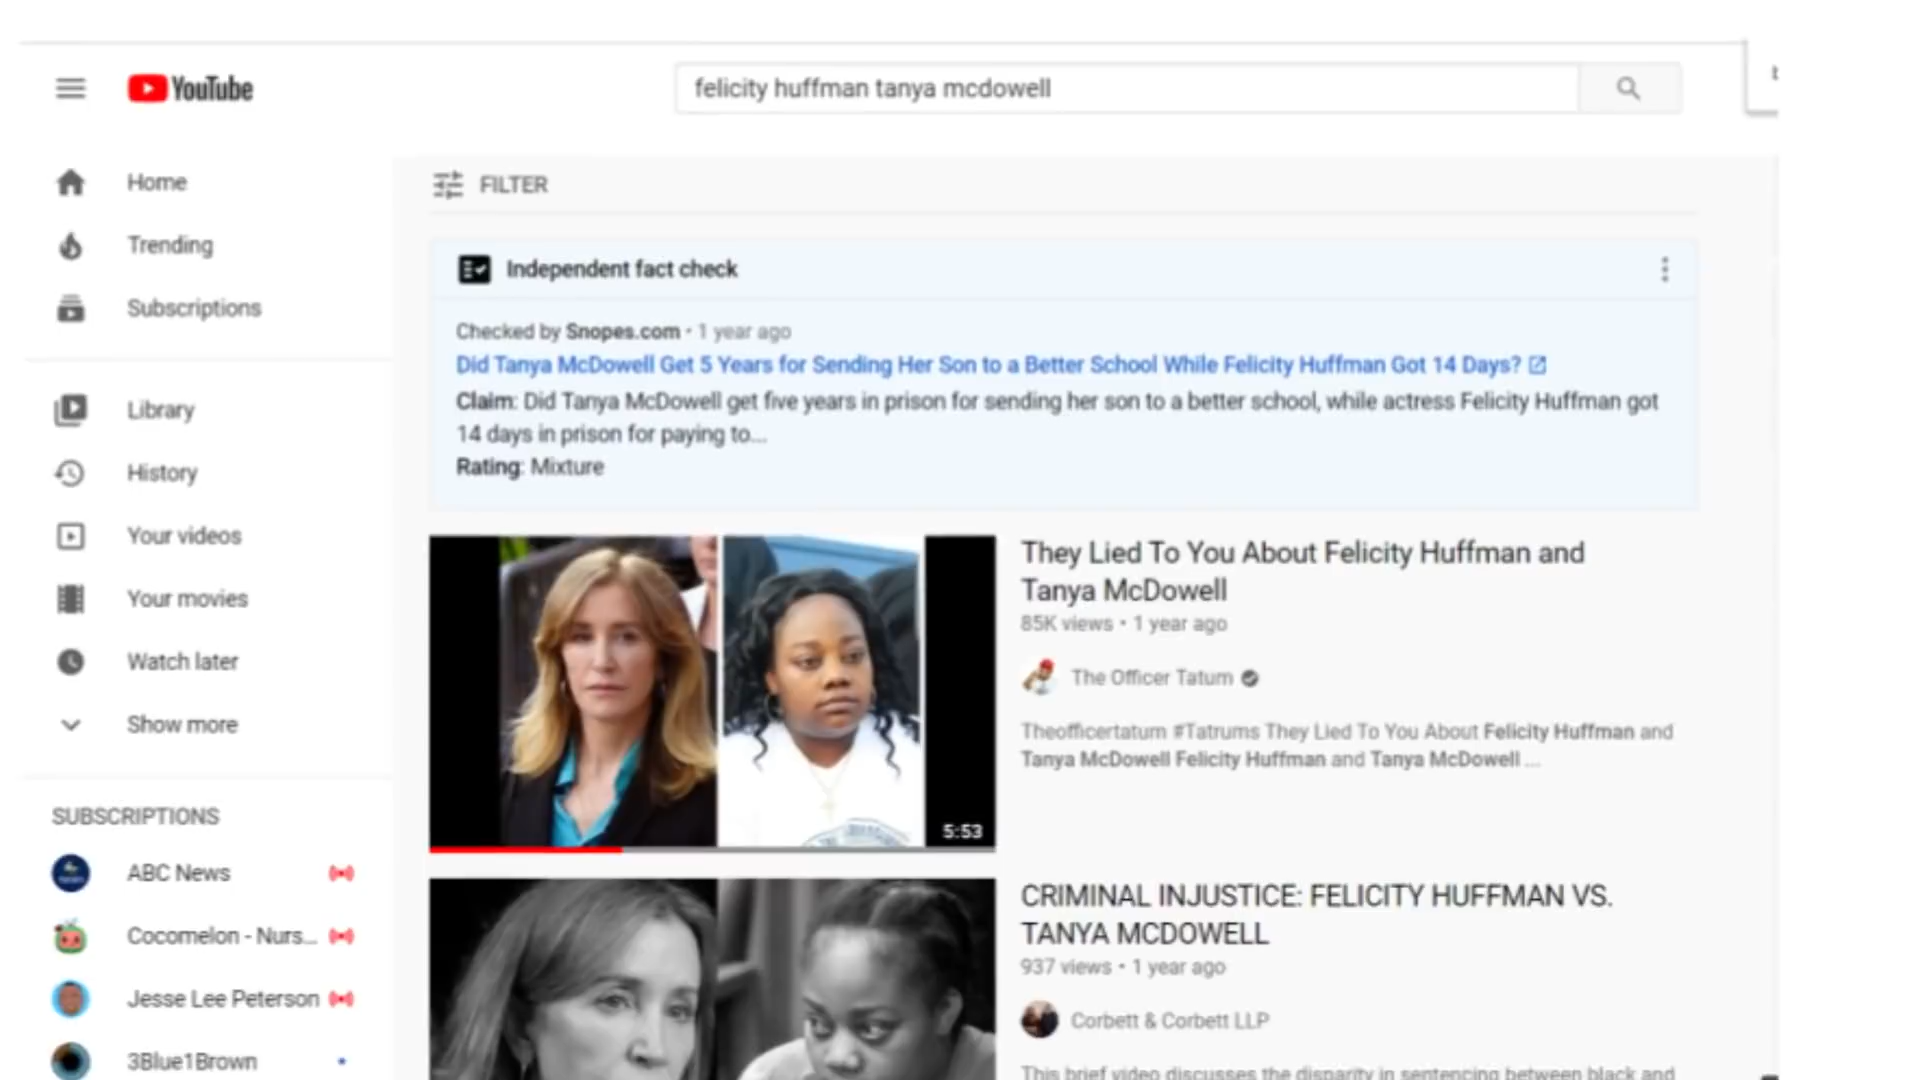 YouTube
felicity huffman tanya mcdowell
Home
Trending
Subscriptions
Library
History
Your videos
Your movies
Watch later
Show more
SUBSCRIPTIONS
ABC News
Cocomelon - Nurs...
Jesse Lee Peterson
3Blue1Brown
FILTER
Independent fact check
Checked by Snopes.com • 1 year ago
Did Tanya McDowell Get 5 Years for Sending Her Son to a Better School While Felicity Huffman Got 14 Days?
Claim: Did Tanya McDowell get five years in prison for sending her son to a better school, while actress Felicity Huffman got
14 days in prison for paying to...
Rating: Mixture
5:53
They Lied To You About Felicity Huffman and
Tanya McDowell
85K views • 1 year ago
The Officer Tatum
Theofficertatum #Tatrums They Lied To You About Felicity Huffman and
Tanya McDowell Felicity Huffman and Tanya McDowell ...
CRIMINAL INJUSTICE: FELICITY HUFFMAN VS.
TANYA MCDOWELL
937 views • 1 year ago
Corbett & Corbett LLP
This brief video discusses the disparity in sentencing between black and